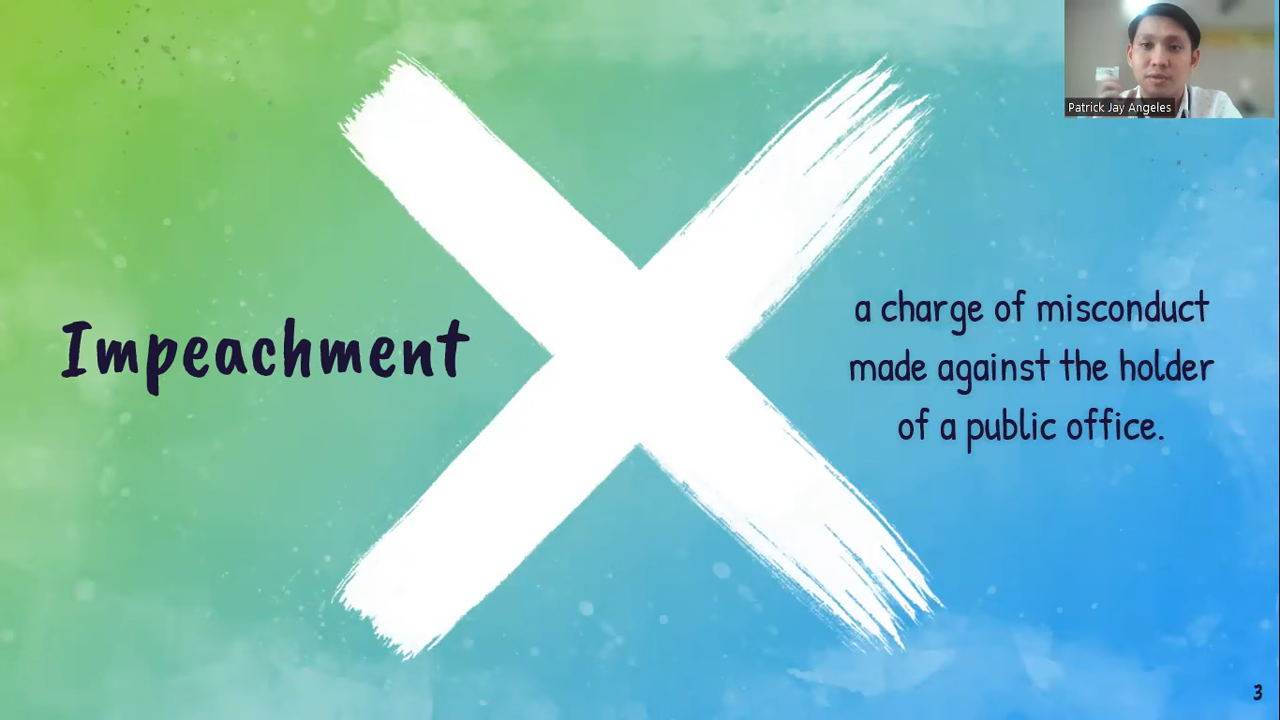 Patrick Jay Angeles
Impeachment
a charge of misconduct
made against the holder
of a public office.
3